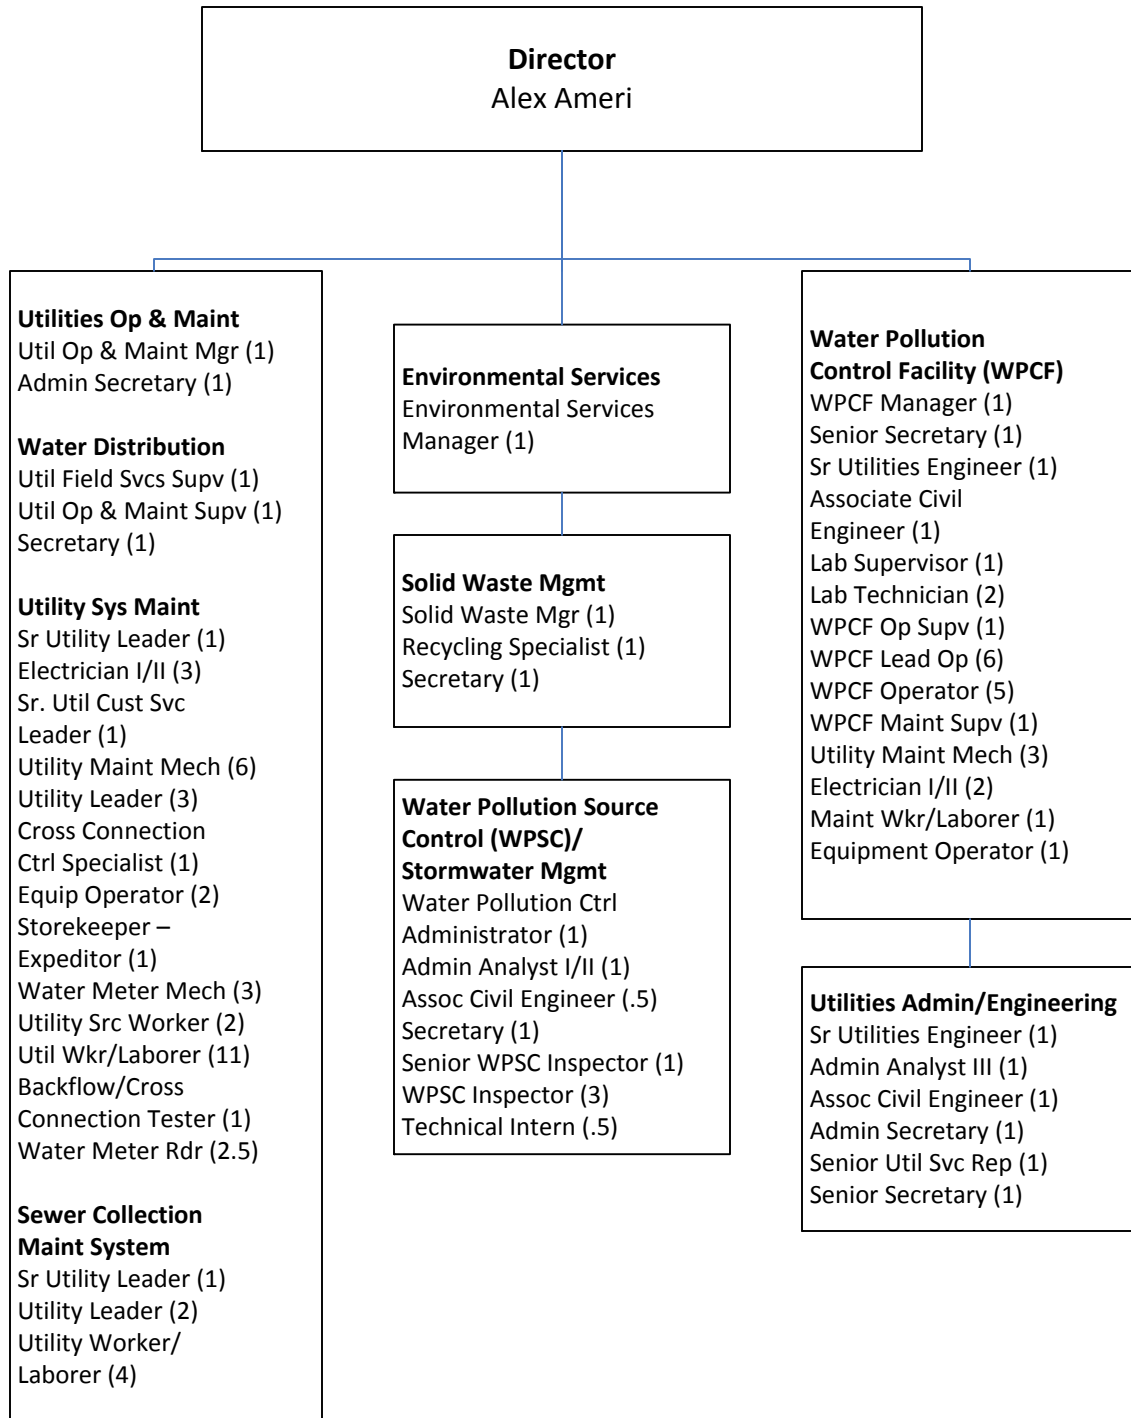 Director
Alex Ameri
Utilities Op & Maint
Util Op & Maint Mgr (1)
Admin Secretary (1)
Water Distribution
Util Field Svcs Supv (1)
Util Op & Maint Supv (1)
Secretary (1)
Utility Sys Maint
Sr Utility Leader (1)
Electrician I/II (3)
Sr. Util Cust Svc
Leader (1)
Utility Maint Mech (6)
Utility Leader (3)
Cross Connection
Ctrl Specialist (1)
Equip Operator (2)
Storekeeper –
Expeditor (1)
Water Meter Mech (3)
Utility Src Worker (2)
Util Wkr/Laborer (11)
Backflow/Cross
Connection Tester (1)
Water Meter Rdr (2.5)
Sewer Collection
Maint System
Sr Utility Leader (1)
Utility Leader (2)
Utility Worker/
Laborer (4)
Environmental Services
Environmental Services
Manager (1)
Solid Waste Mgmt
Solid Waste Mgr (1)
Recycling Specialist (1)
Secretary (1)
Water Pollution Source
Control (WPSC)/
Stormwater Mgmt
Water Pollution Ctrl
Administrator (1)
Admin Analyst I/II (1)
Assoc Civil Engineer (.5)
Secretary (1)
Senior WPSC Inspector (1)
WPSC Inspector (3)
Technical Intern (.5)
Water Pollution
Control Facility (WPCF)
WPCF Manager (1)
Senior Secretary (1)
Sr Utilities Engineer (1)
Associate Civil
Engineer (1)
Lab Supervisor (1)
Lab Technician (2)
WPCF Op Supv (1)
WPCF Lead Op (6)
WPCF Operator (5)
WPCF Maint Supv (1)
Utility Maint Mech (3)
Electrician I/II (2)
Maint Wkr/Laborer (1)
Equipment Operator (1)
Utilities Admin/Engineering
Sr Utilities Engineer (1)
Admin Analyst III (1)
Assoc Civil Engineer (1)
Admin Secretary (1)
Senior Util Svc Rep (1)
Senior Secretary (1)